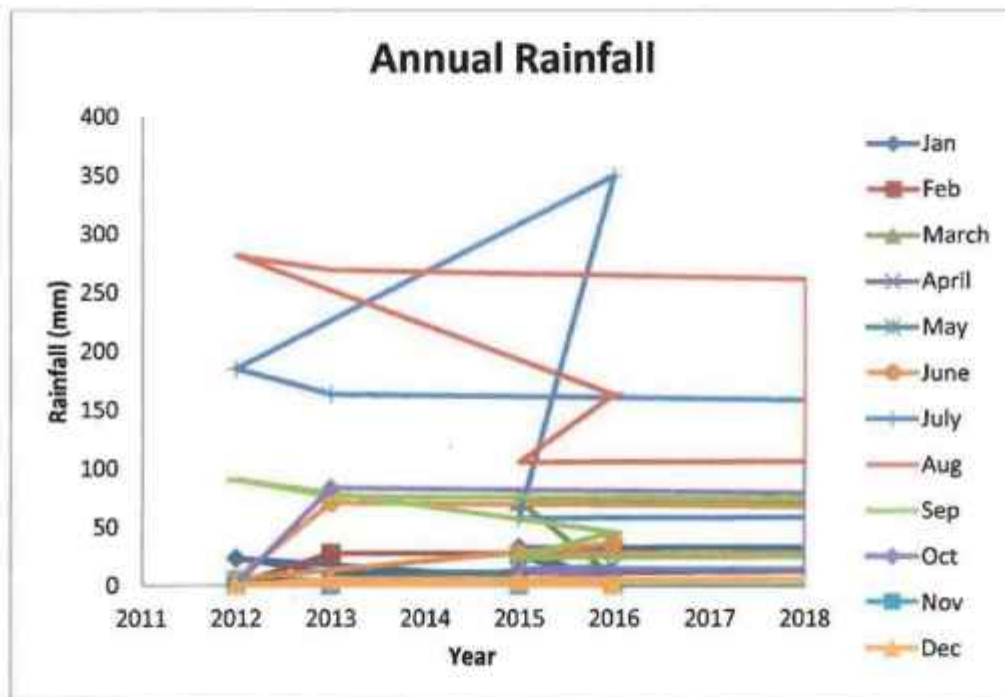 Annual Rainfall
400
350
300
250
200
150
100
50
0
Rainfall (mm)
2011 2012 2013 2014 2015 2016 2017 2018
Year
Jan
Feb
March
April
May
June
July
Aug
Sep
Oct
Nov
Dec